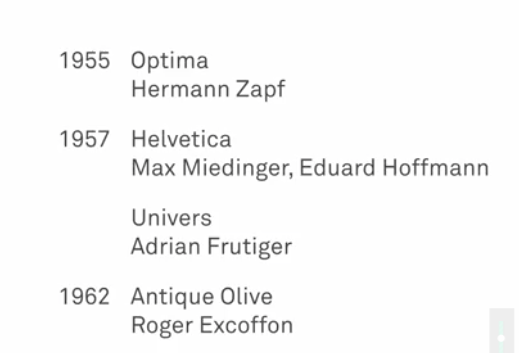 1955 Optima
Hermann Zapf
1957 Helvetica
Max Miedinger, Eduard Hoffmann
Univers
Adrian Frutiger
1962 Antique Olive
Roger Excoffon